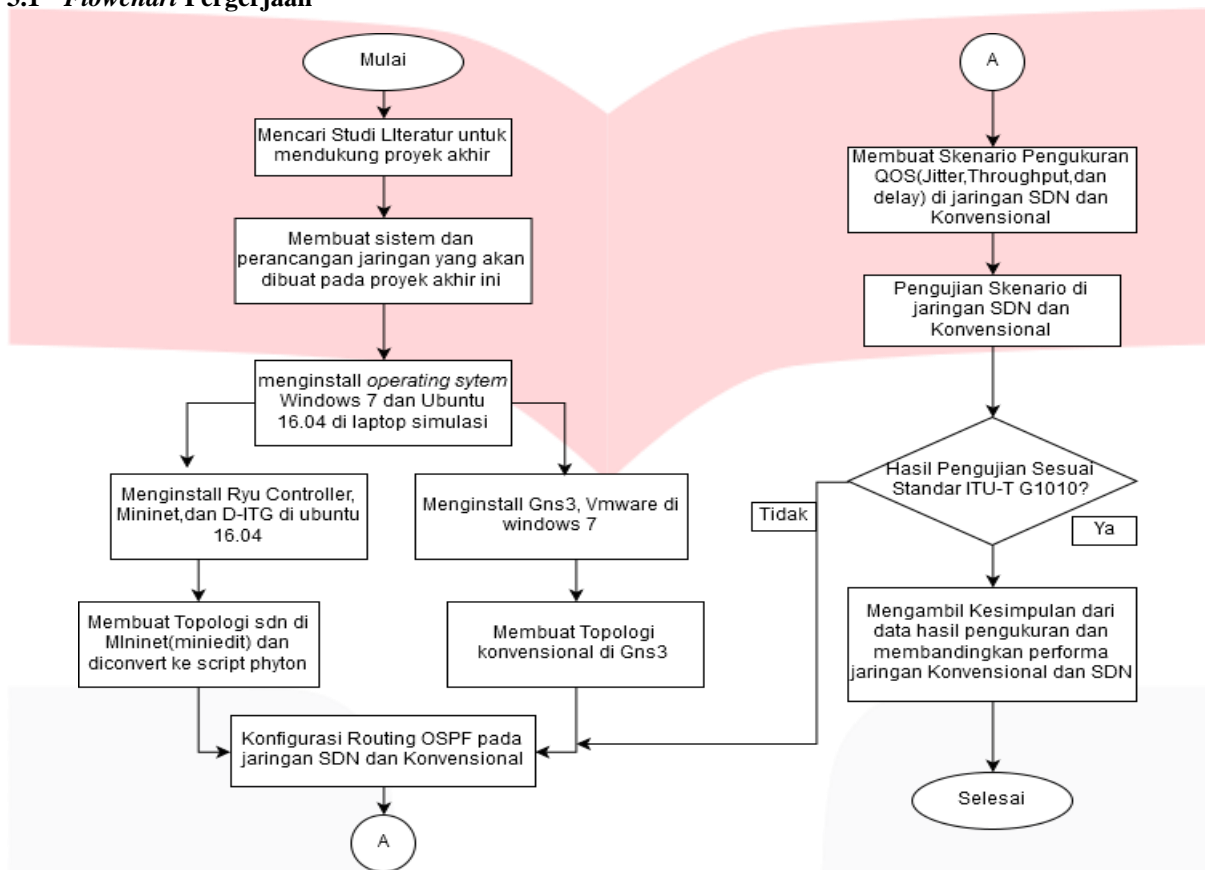 3.1 Flowchart Pergerjaan
Mulai
Mencari Studi LIteratur untuk
mendukung proyek akhir
Membuat sistem dan
perancangan jaringan yang akan
dibuat pada proyek akhir ini
menginstall operating sytem
Windows 7 dan Ubuntu
16.04 di laptop simulasi
Menginstall Ryu Controller,
Mininet,dan D-ITG di ubuntu
16.04
Menginstall Gns3, Vmware di
windows 7
Membuat Topologi sdn di
MIninet(miniedit) dan
diconvert ke script phyton
Membuat Topologi
konvensional di Gns3
Konfigurasi Routing OSPF pada
jaringan SDN dan Konvensional
A
A
Membuat Skenario Pengukuran
QOS(Jitter,Throughput,dan
delay) di jaringan SDN dan
Konvensional
Pengujian Skenario di
jaringan SDN dan
Konvensional
Hasil Pengujian Sesuai
Standar ITU-T G1010?
Tidak
Ya
Mengambil Kesimpulan dari
data hasil pengukuran dan
membandingkan performa
jaringan Konvensional dan SDN
Selesai